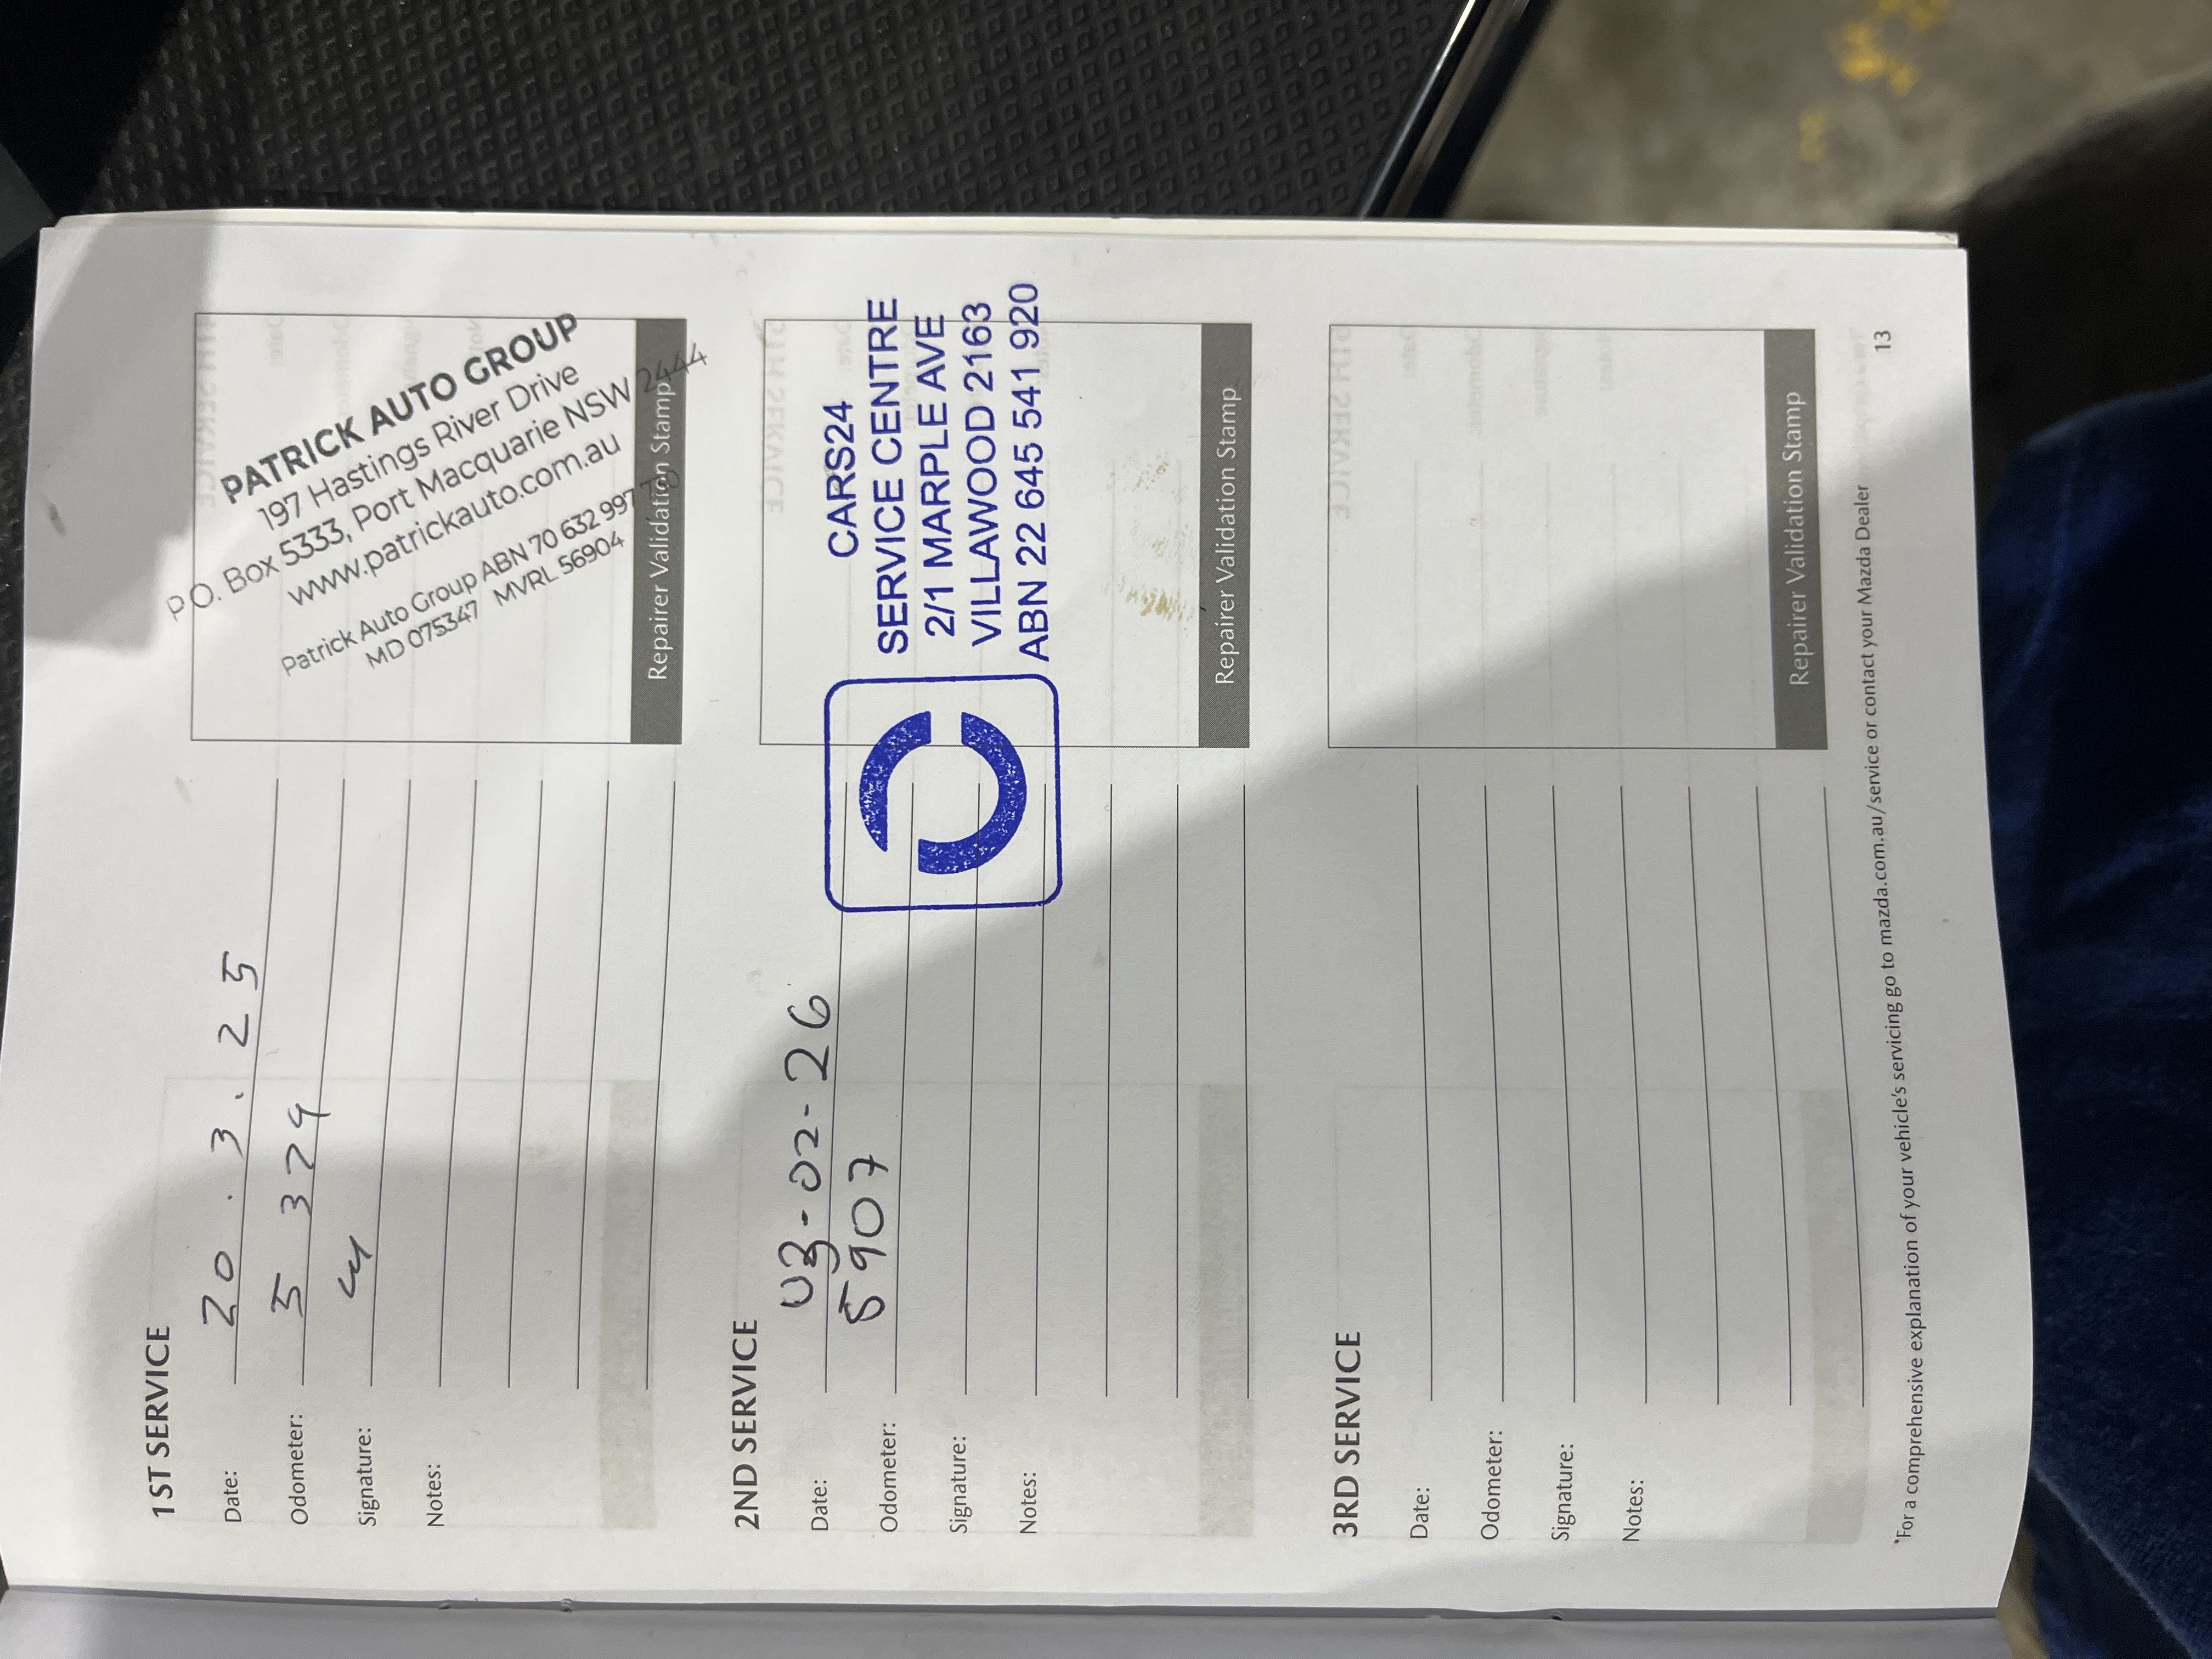 1ST SERVICE
Date: 20.3.25
Odometer: 5 324
Signature:
Notes:
PATRICK AUTO GROUP
197 Hastings River Drive
P.O. Box 5333, Port Macquarie NSW 2444
www.patrickauto.com.au
Patrick Auto Group ABN 70 632 997
MD 075347 MVRL 56904
Repairer Validation Stamp
2ND SERVICE
Date: 03-02-26
Odometer: 5907
Signature:
Notes:
CARS24
SERVICE CENTRE
2/1 MARPLE AVE
VILLAWOOD 2163
ABN 22 645 541 920
Repairer Validation Stamp
3RD SERVICE
Date:
Odometer:
Signature:
Notes:
Repairer Validation Stamp
*For a comprehensive explanation of your vehicle's servicing go to mazda.com.au/service or contact your Mazda Dealer
13